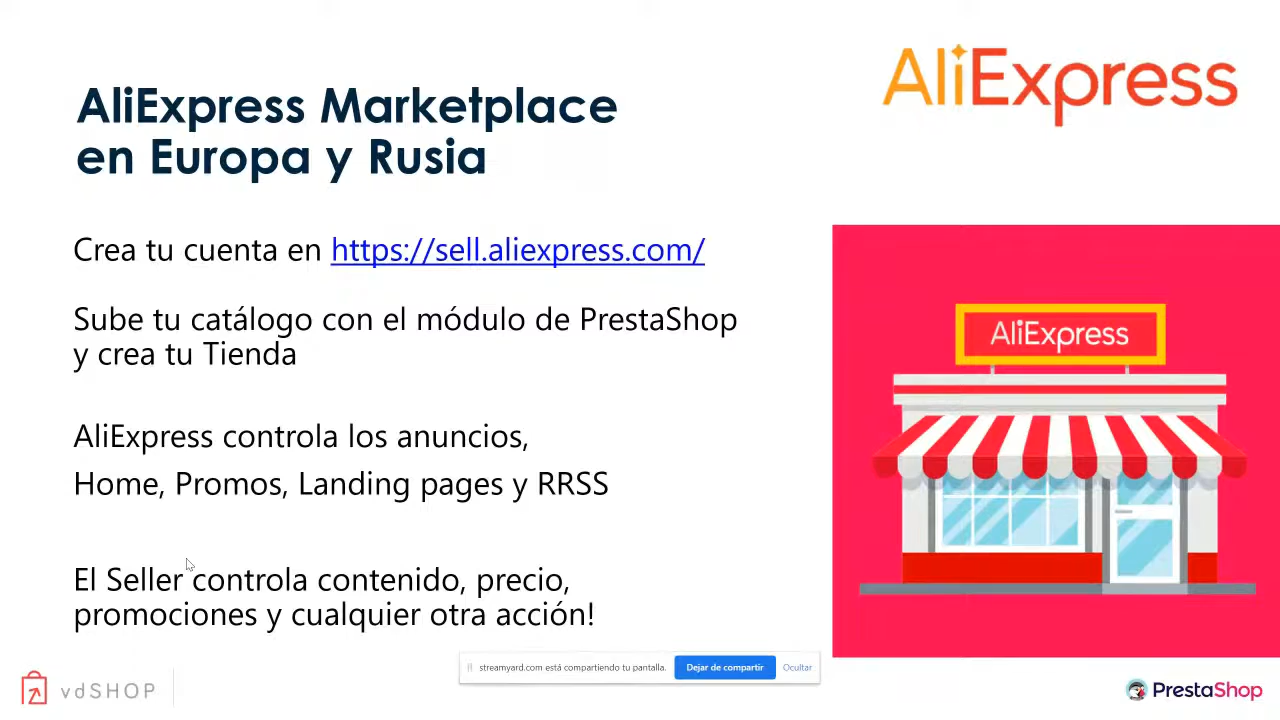 AliExpress
AliExpress Marketplace
en Europa y Rusia
Crea tu cuenta en https://sell.aliexpress.com/
Sube tu catálogo con el módulo de PrestaShop
y crea tu Tienda
AliExpress
AliExpress controla los anuncios,
Home, Promos, Landing pages y RRSS
El Seller controla contenido, precio,
promociones y cualquier otra acción!
streamyard.com está compartiendo tu pantalla. Dejar de compartir Ocultar
vdSHOP
PrestaShop